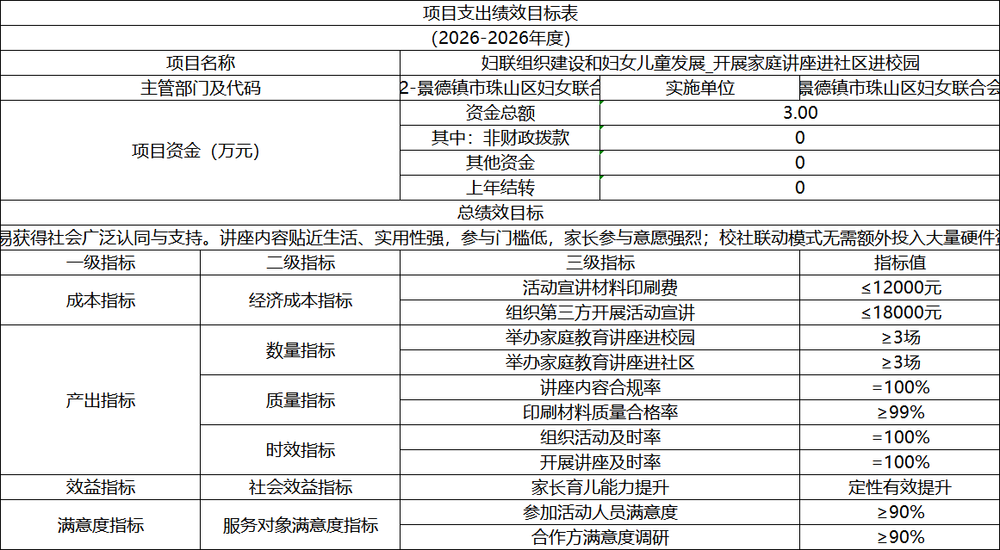 项目支出绩效目标表
（2026-2026年度）
项目名称 妇联组织建设和妇女儿童发展_开展家庭讲座进社区进校园
主管部门及代码 2-景德镇市珠山区妇女联合 实施单位 景德镇市珠山区妇女联合会
项目资金（万元） 资金总额 3.00
其中：非财政拨款 0
其他资金 0
上年结转 0
总绩效目标
易获得社会广泛认同与支持。讲座内容贴近生活、实用性强，参与门槛低，家长参与意愿强烈；校社联动模式无需额外投入大量硬件资
一级指标 二级指标 三级指标 指标值
成本指标 经济成本指标 活动宣讲材料印刷费 ≤12000元
组织第三方开展活动宣讲 ≤18000元
产出指标 数量指标 举办家庭教育讲座进校园 ≥3场
举办家庭教育讲座进社区 ≥3场
质量指标 讲座内容合规率 =100%
印刷材料质量合格率 ≥99%
时效指标 组织活动及时率 =100%
开展讲座及时率 =100%
效益指标 社会效益指标 家长育儿能力提升 定性有效提升
满意度指标 服务对象满意度指标 参加活动人员满意度 ≥90%
合作方满意度调研 ≥90%